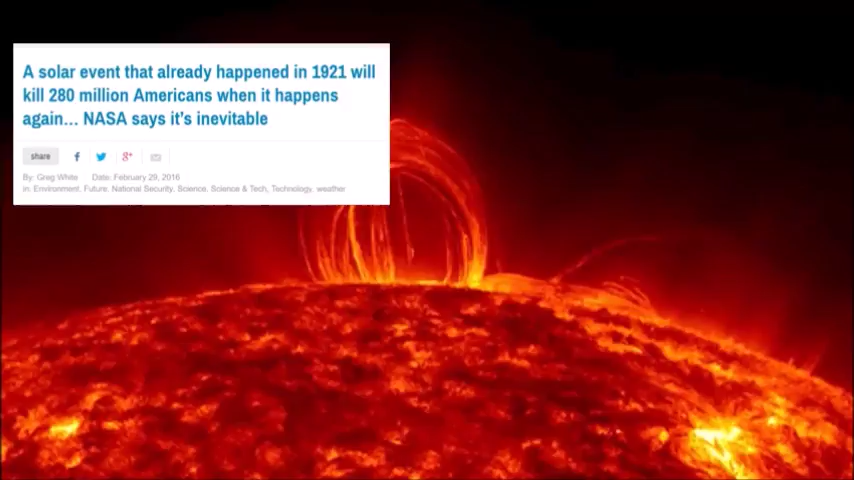 A solar event that already happened in 1921 will
kill 280 million Americans when it happens
again... NASA says it's inevitable
share
By: Greg White Date: February 29, 2016
in: Environment, Future, National Security, Science, Science & Tech, Technology, weather